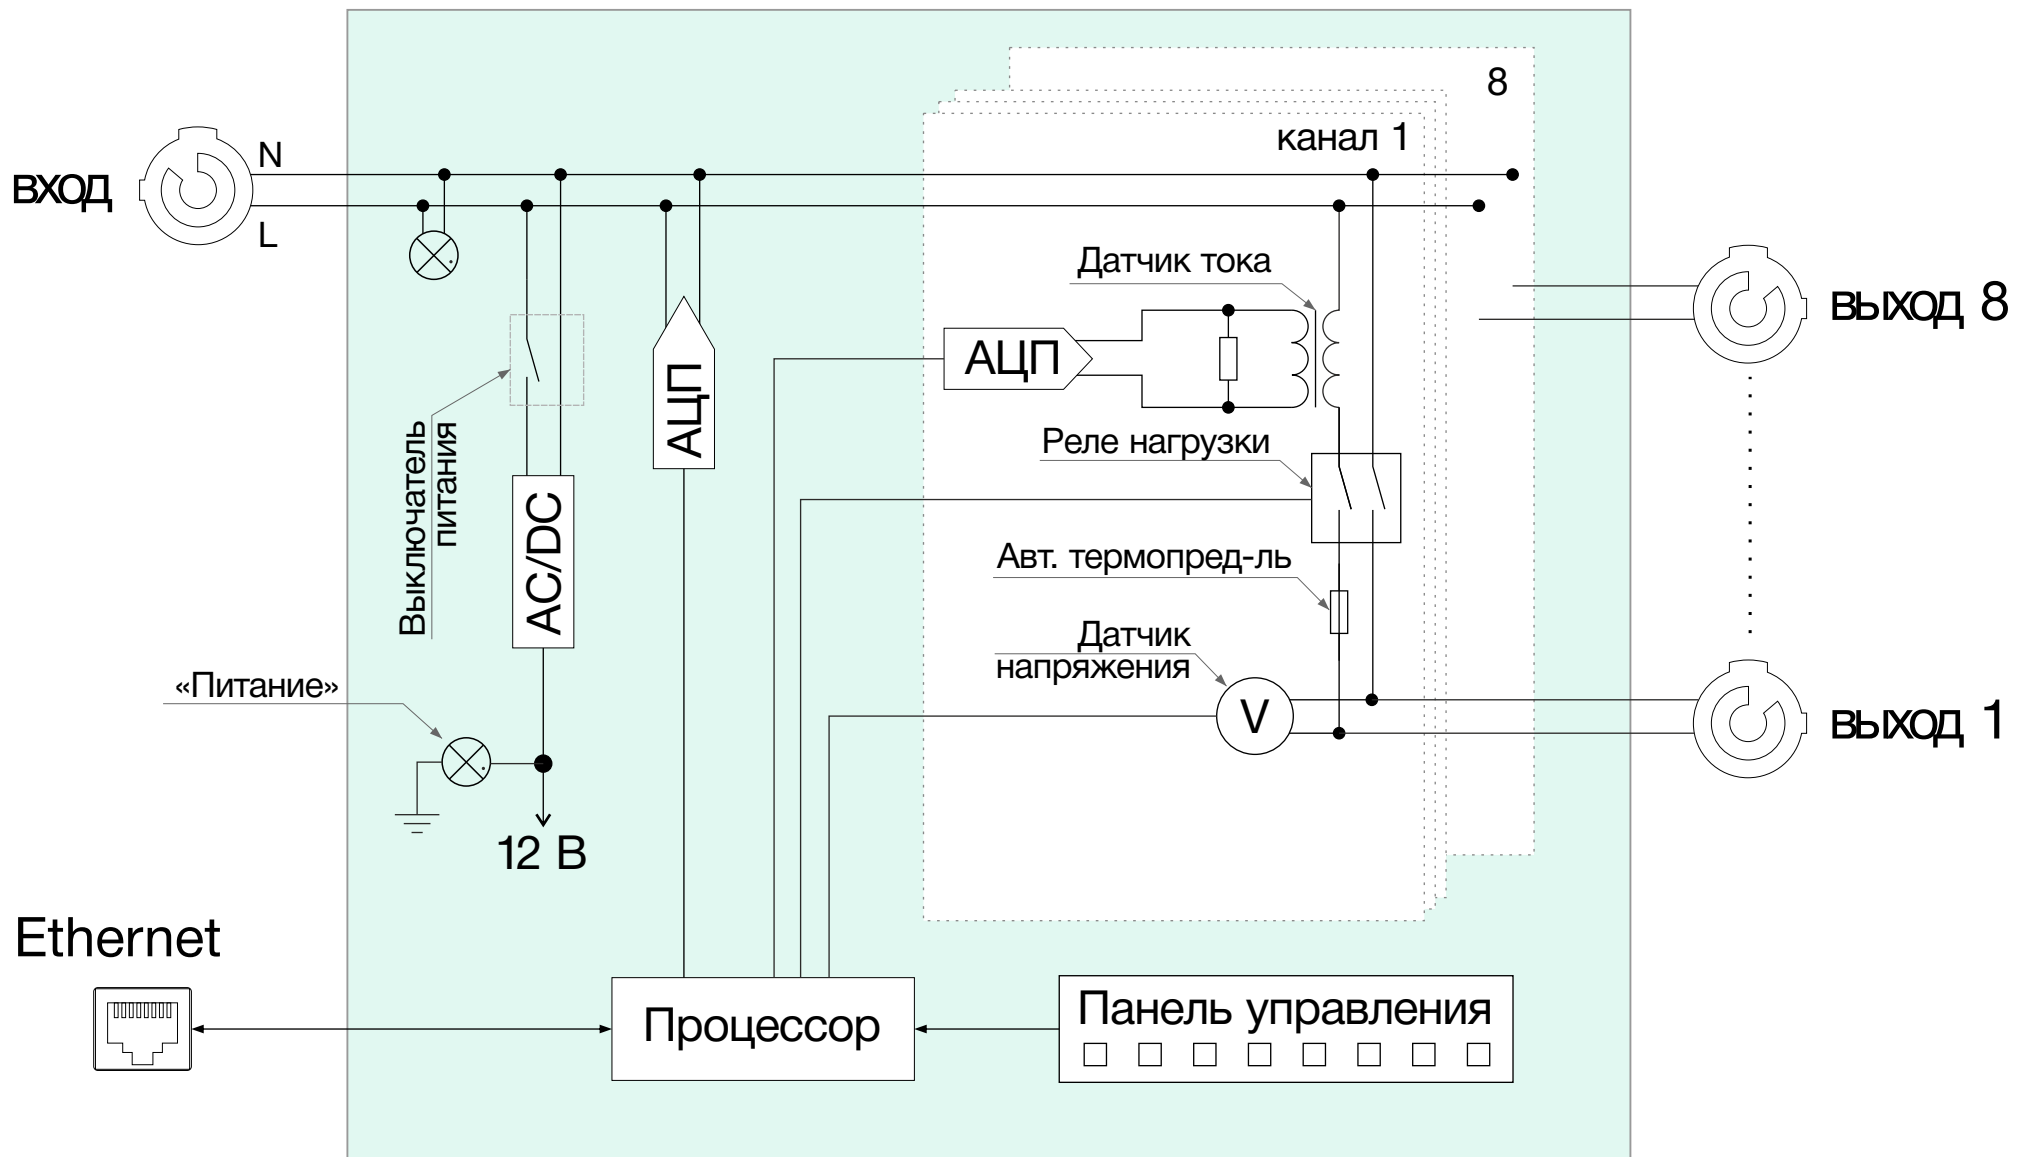 8
канал 1
N
вход
L
Датчик тока
выход 8
АЦП
АЦП
Реле нагрузки
Выключатель
питания
AC/DC
Авт. термопред-ль
Датчик
напряжения
«Питание»
V
выход 1
12 В
Ethernet
Процессор
Панель управления